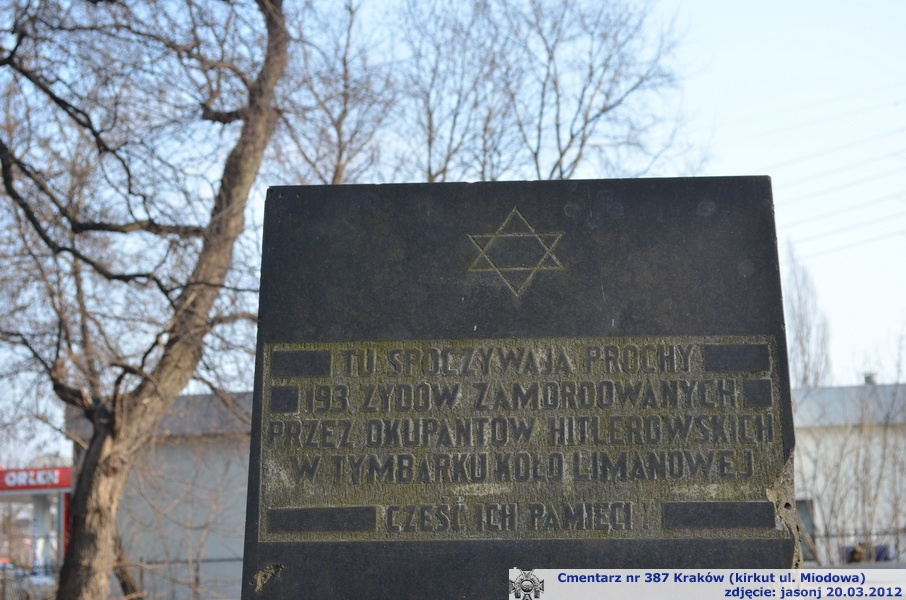 TU SPOCZYWAJĄ PROCHY
193 ŻYDÓW ZAMORDOWANYCH
PRZEZ OKUPANTÓW HITLEROWSKICH
W TYMBARKU KOŁO LIMANOWEJ
CZEŚĆ ICH PAMIĘCI!
ORLEN
Cmentarz nr 387 Kraków (kirkut ul. Miodowa)
zdjęcie: jasonj 20.03.2012